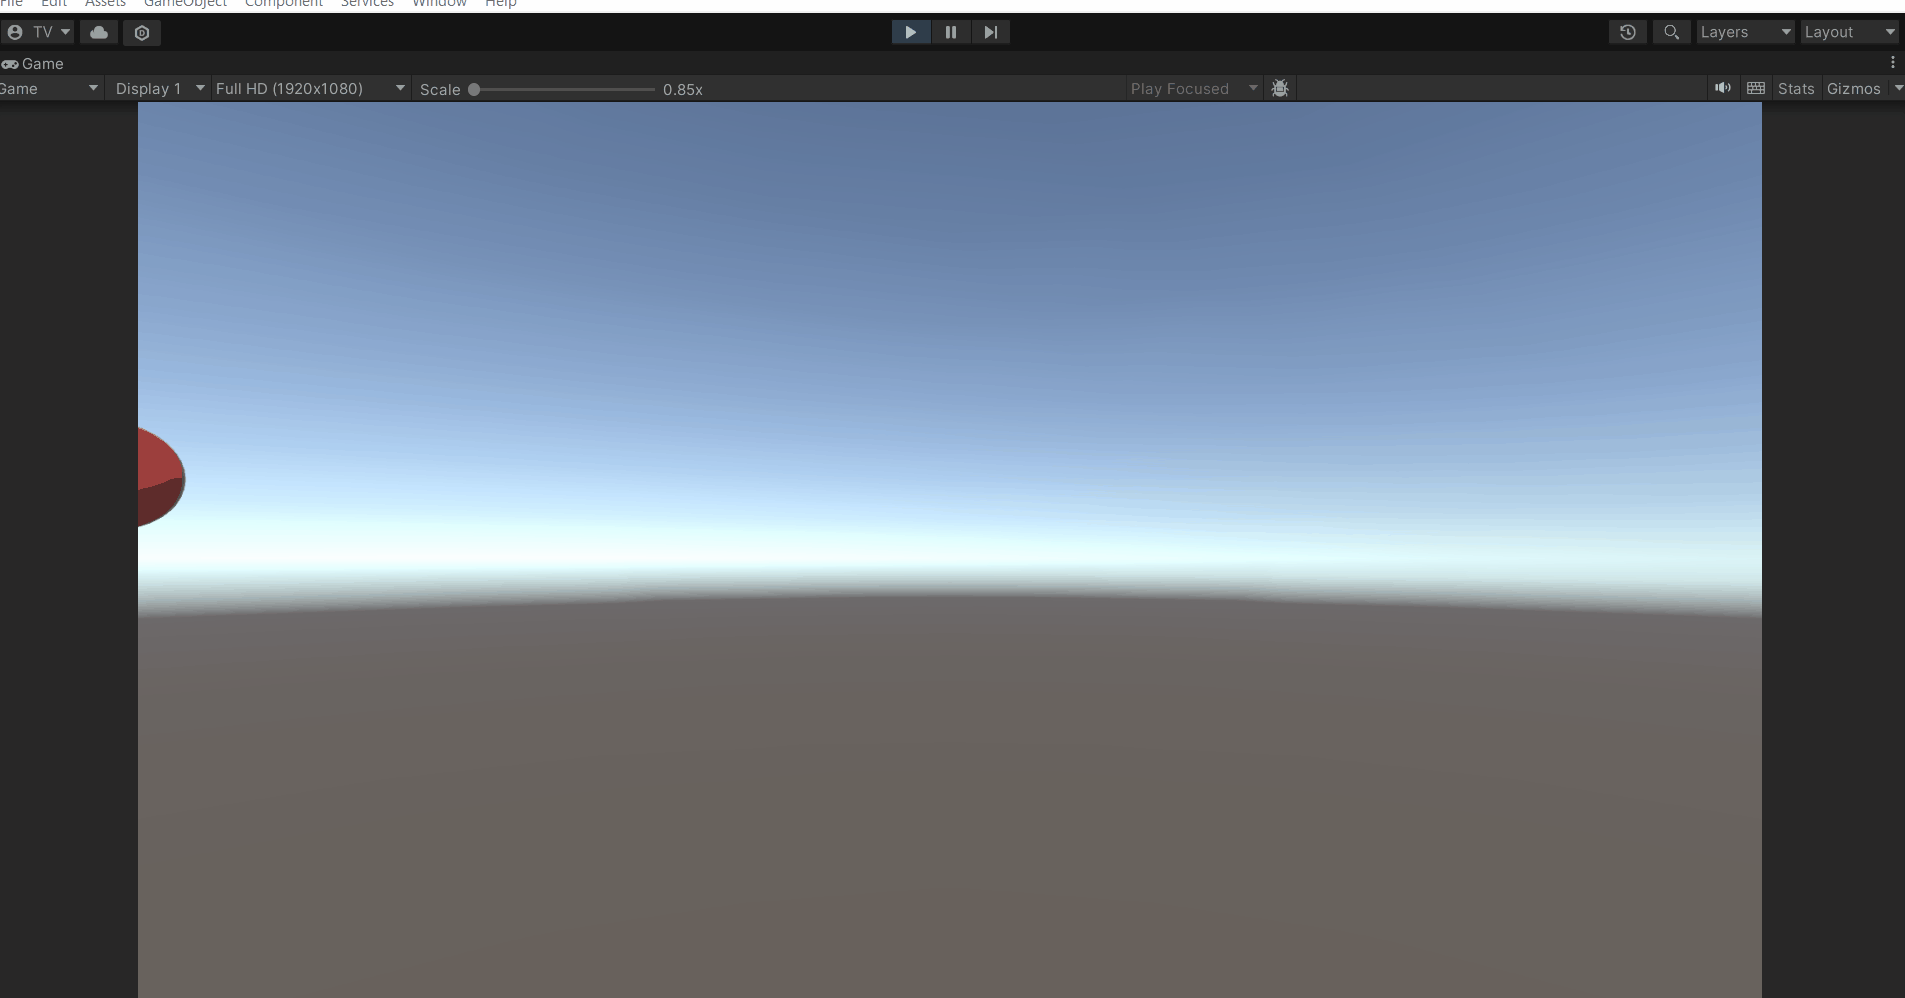 File Edit Assets GameObject Component Services Window Help
TV Layers Layout
Game
Game Display 1 Full HD (1920x1080) Scale 0.85x Play Focused Stats Gizmos